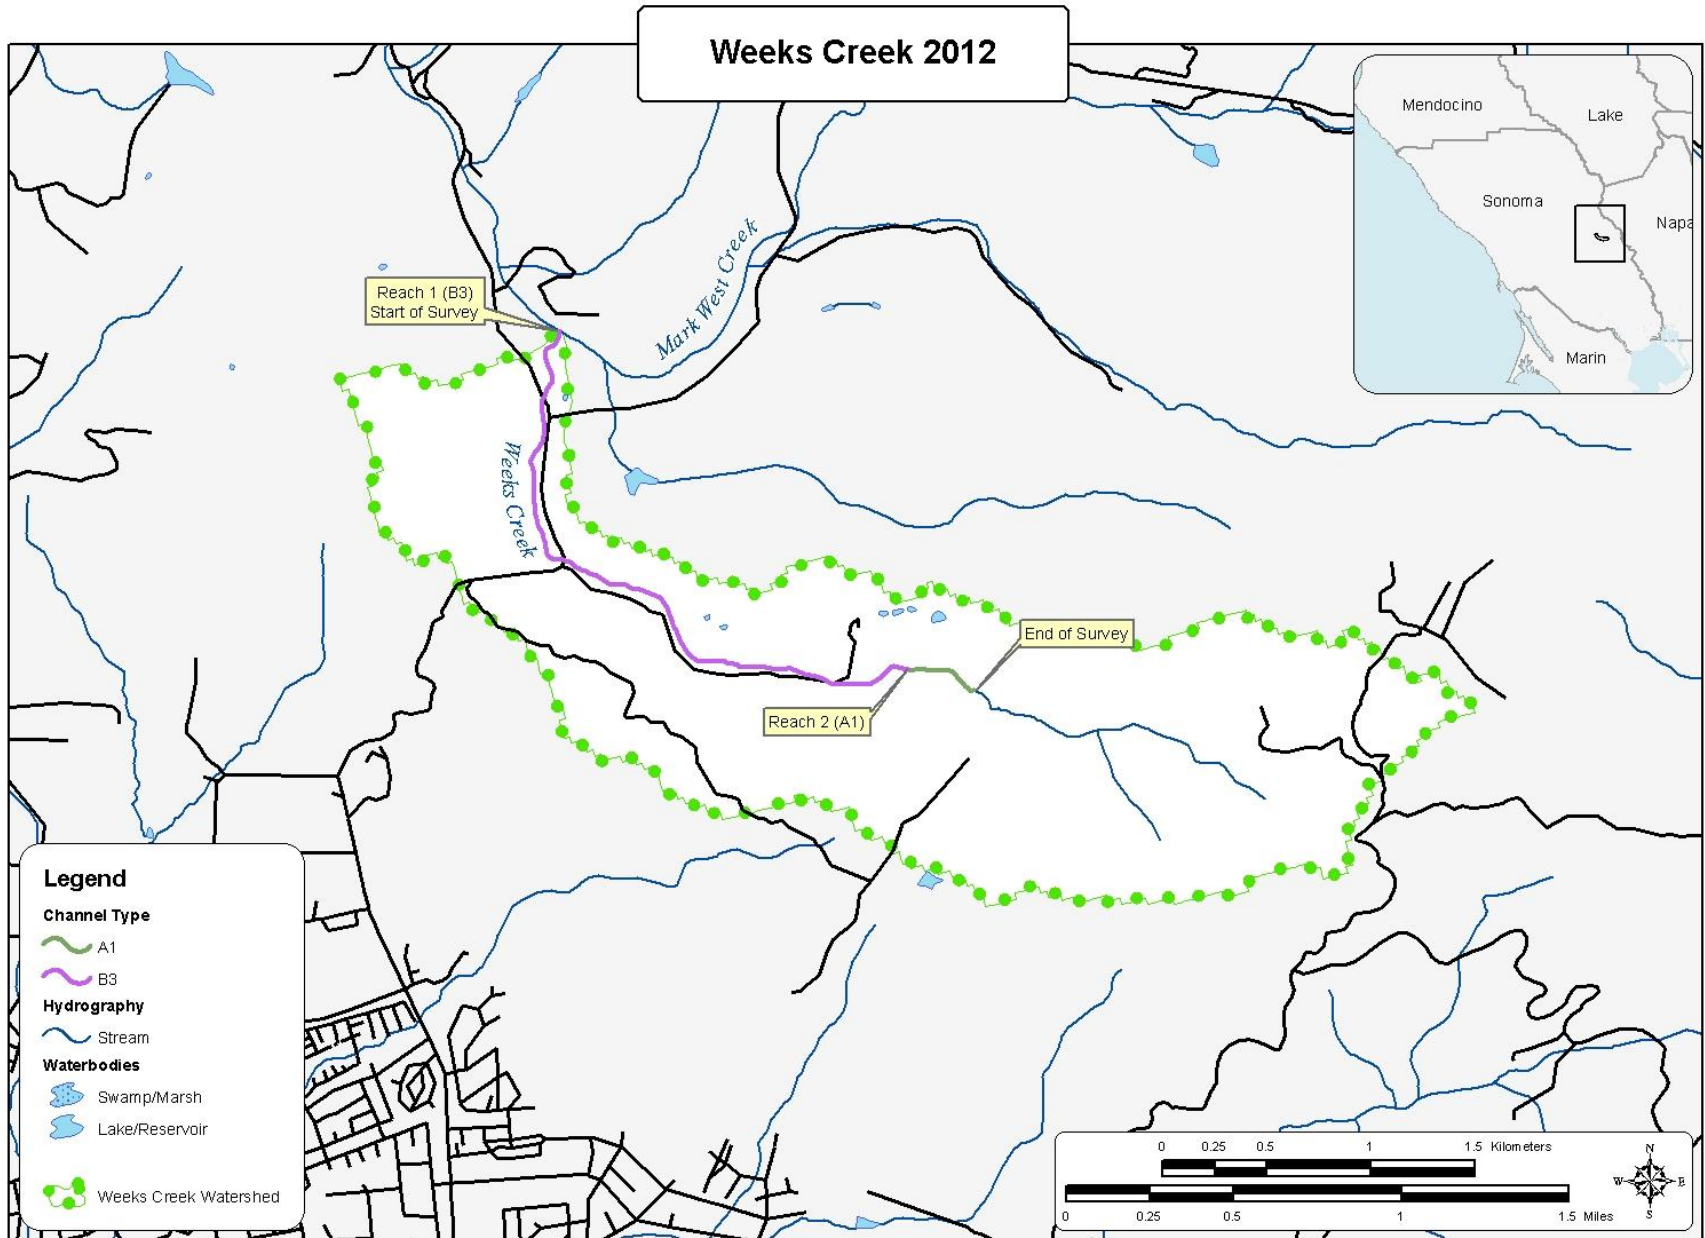 Weeks Creek 2012
Mendocino
Lake
Sonoma
Napa
Marin
Reach 1 (B3)
Start of Survey
Mark West Creek
Weeks Creek
End of Survey
Reach 2 (A1)
Legend
Channel Type
A1
B3
Hydrography
Stream
Waterbodies
Swamp/Marsh
Lake/Reservoir
Weeks Creek Watershed
0 0.25 0.5 1 1.5 Kilometers
0 0.25 0.5 1 1.5 Miles
N
W E
S